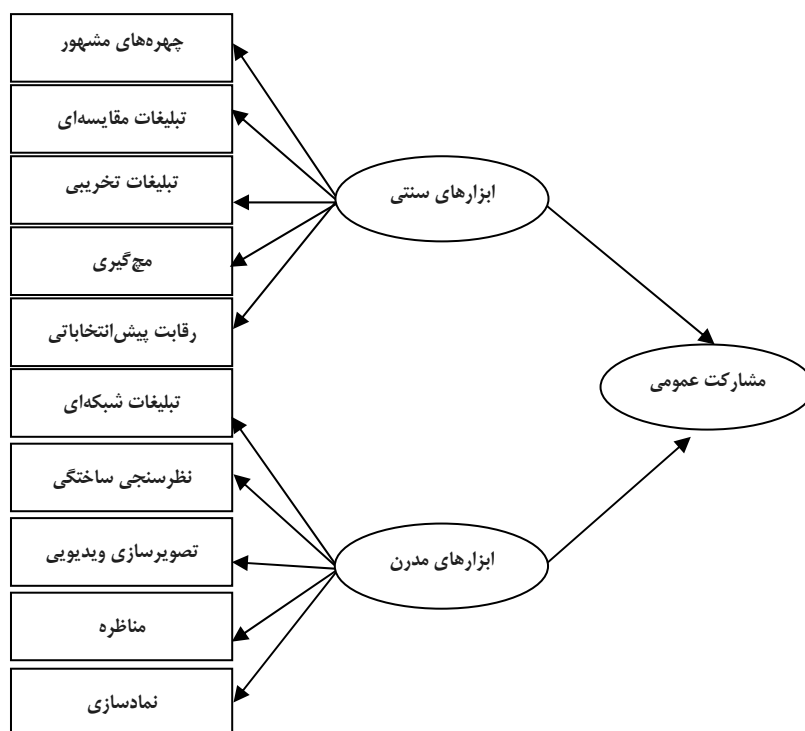 چهره‌های مشهور
تبلیغات مقایسه‌ای
تبلیغات تخریبی
ابزارهای سنتی
مچ‌گیری
رقابت پیش‌انتخاباتی
مشارکت عمومی
تبلیغات شبکه‌ای
نظرسنجی ساختگی
تصویرسازی ویدیویی
ابزارهای مدرن
مناظره
نمادسازی